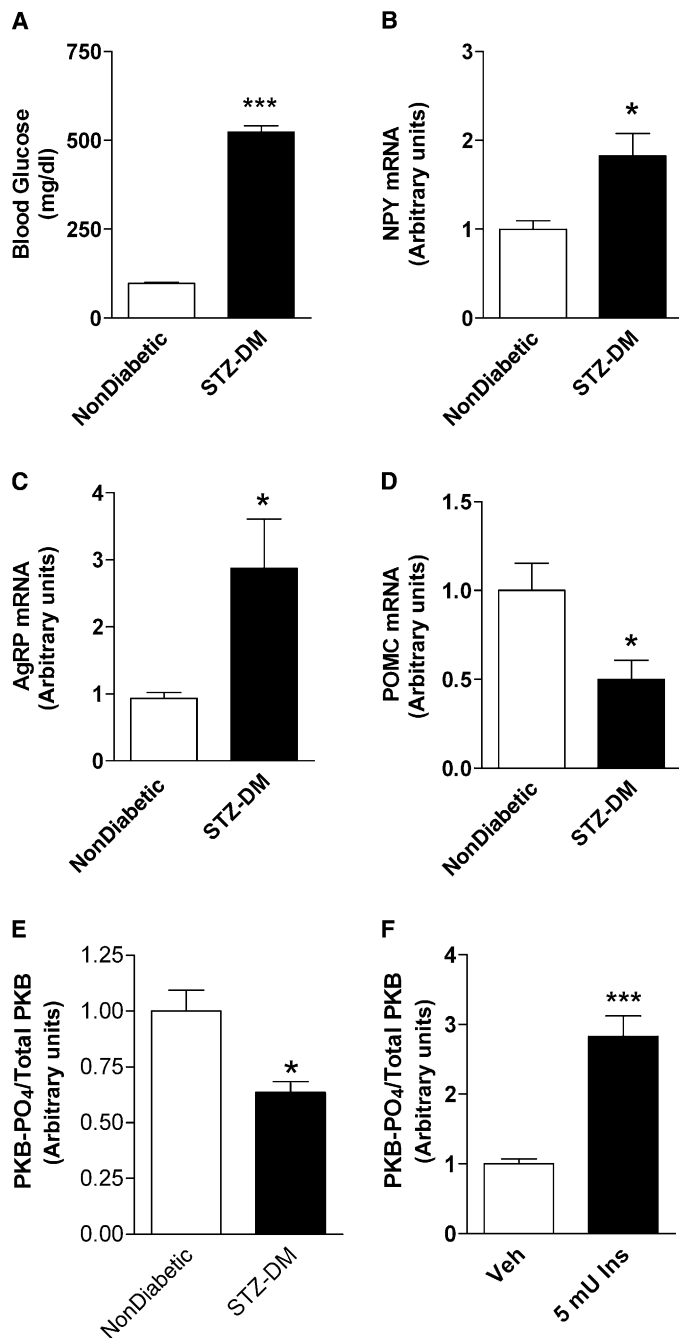 A
Blood Glucose
(mg/dl)
750
500
250
0
***
NonDiabetic
STZ-DM
B
NPY mRNA
(Arbitrary units)
3
2
1
0
*
NonDiabetic
STZ-DM
C
AgRP mRNA
(Arbitrary units)
4
3
2
1
0
*
NonDiabetic
STZ-DM
D
POMC mRNA
(Arbitrary units)
1.5
1.0
0.5
0.0
*
NonDiabetic
STZ-DM
E
PKB-PO₄/Total PKB
(Arbitrary units)
1.25
1.00
0.75
0.50
0.25
0.00
*
NonDiabetic
STZ-DM
F
PKB-PO₄/Total PKB
(Arbitrary units)
4
3
2
1
0
***
Veh
5 mU Ins